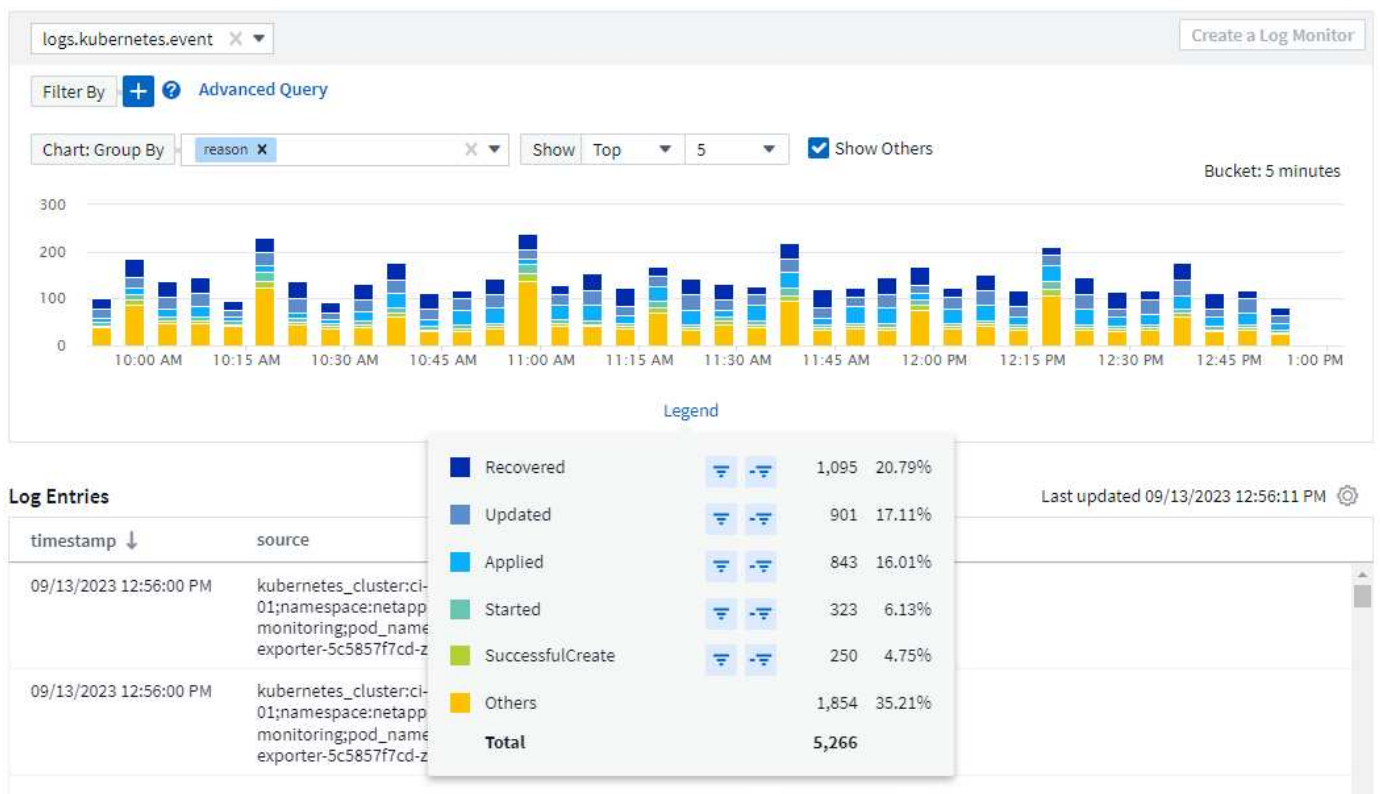 logs.kubernetes.event
Create a Log Monitor
Filter By + ? Advanced Query
Chart: Group By reason x Show Top 5 Show Others
Bucket: 5 minutes
300
200
100
0
10:00 AM 10:15 AM 10:30 AM 10:45 AM 11:00 AM 11:15 AM 11:30 AM 11:45 AM 12:00 PM 12:15 PM 12:30 PM 12:45 PM 1:00 PM
Legend
Recovered 1,095 20.79%
Updated 901 17.11%
Applied 843 16.01%
Started 323 6.13%
SuccessfulCreate 250 4.75%
Others 1,854 35.21%
Total 5,266
Log Entries
Last updated 09/13/2023 12:56:11 PM
timestamp ↓ source
09/13/2023 12:56:00 PM kubernetes_cluster:ci-
01;namespace:netapp
monitoring;pod_name
exporter-5c5857f7cd-z
09/13/2023 12:56:00 PM kubernetes_cluster:ci-
01;namespace:netapp
monitoring;pod_name
exporter-5c5857f7cd-z